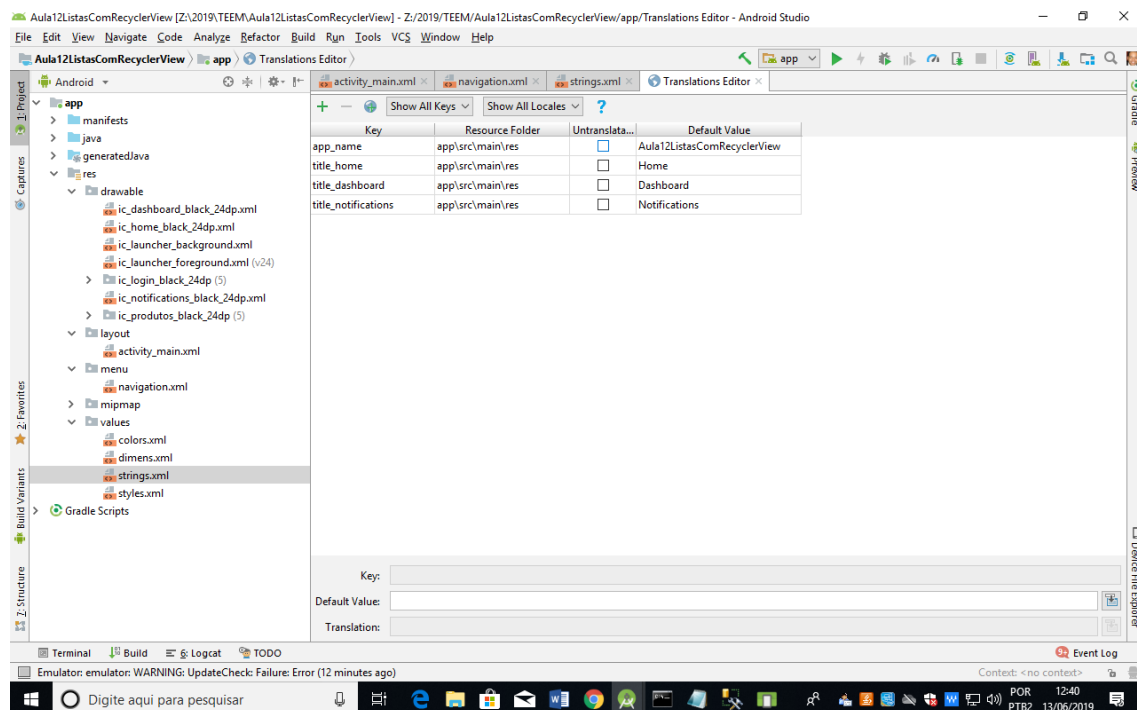 Aula12ListasComRecyclerView [Z:\2019\TEEM\Aula12ListasComRecyclerView] - Z:/2019/TEEM/Aula12ListasComRecyclerView/app/Translations Editor - Android Studio
File Edit View Navigate Code Analyze Refactor Build Run Tools VCS Window Help
Aula12ListasComRecyclerView app Translations Editor
app
Android
activity_main.xml navigation.xml strings.xml Translations Editor
1: Project
Captures
2: Favorites
Build Variants
Z: Structure
app
manifests
java
generatedJava
res
drawable
ic_dashboard_black_24dp.xml
ic_home_black_24dp.xml
ic_launcher_background.xml
ic_launcher_foreground.xml (v24)
ic_login_black_24dp (5)
ic_notifications_black_24dp.xml
ic_produtos_black_24dp (5)
layout
activity_main.xml
menu
navigation.xml
mipmap
values
colors.xml
dimens.xml
strings.xml
styles.xml
Gradle Scripts
Show All Keys Show All Locales ?
Key Resource Folder Untranslata... Default Value
app_name app\src\main\res Aula12ListasComRecyclerView
title_home app\src\main\res Home
title_dashboard app\src\main\res Dashboard
title_notifications app\src\main\res Notifications
Key:
Default Value:
Translation:
Gradle
Preview
Device File Explorer
Terminal Build 6: Logcat TODO
Event Log
Emulator: emulator: WARNING: UpdateCheck: Failure: Error (12 minutes ago)
Context: <no context>
Digite aqui para pesquisar
POR
PTB2
12:40
13/06/2019